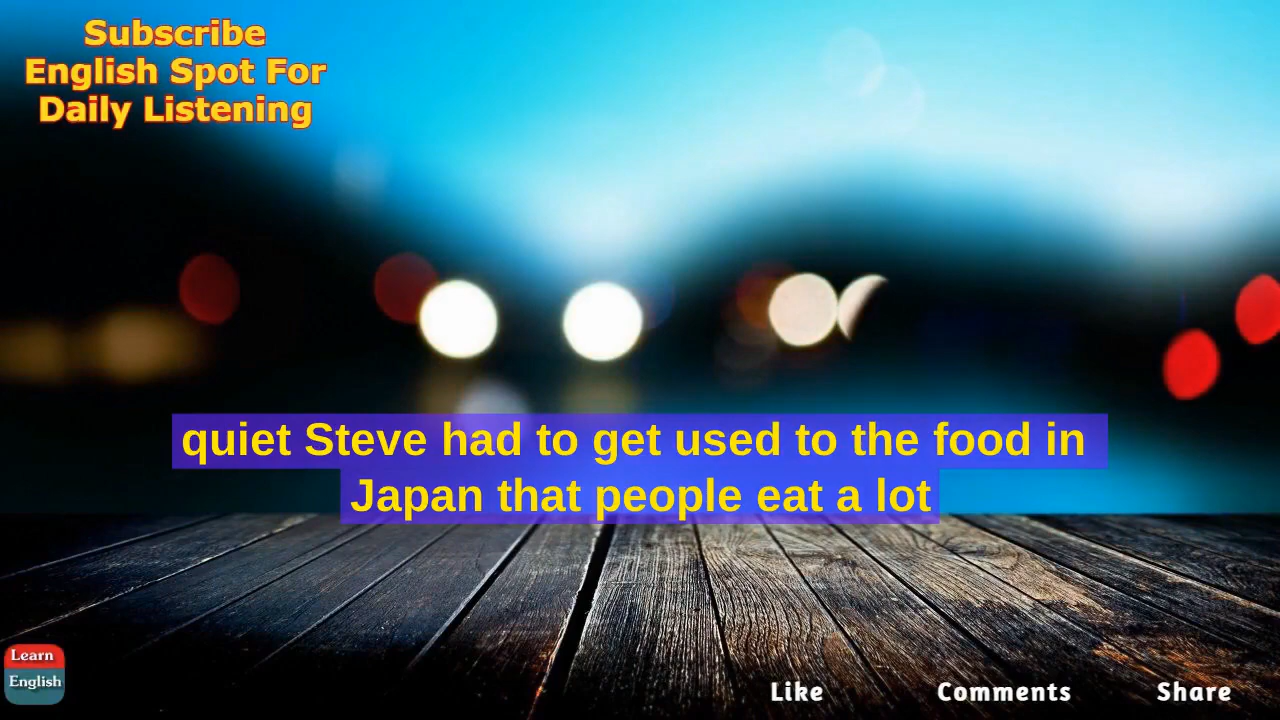 Subscribe
English Spot For
Daily Listening
quiet Steve had to get used to the food in
Japan that people eat a lot
Learn
English
Like
Comments
Share